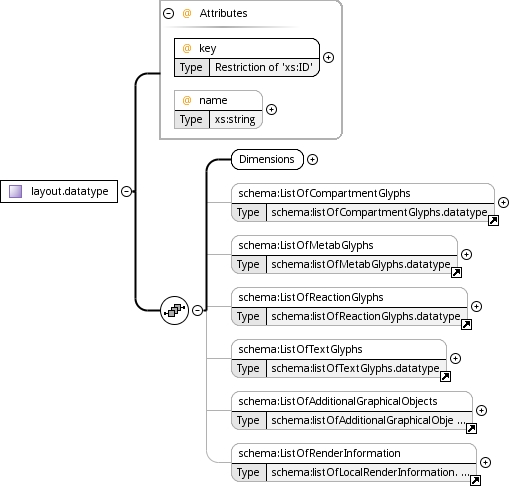 @ Attributes
@ key
Type Restriction of 'xs:ID'
@ name
Type xs:string
layout.datatype
Dimensions
schema:ListOfCompartmentGlyphs
Type schema:listOfCompartmentGlyphs.datatype
schema:ListOfMetabGlyphs
Type schema:listOfMetabGlyphs.datatype
schema:ListOfReactionGlyphs
Type schema:listOfReactionGlyphs.datatype
schema:ListOfTextGlyphs
Type schema:listOfTextGlyphs.datatype
schema:ListOfAdditionalGraphicalObjects
Type schema:listOfAdditionalGraphicalObje ...
schema:ListOfRenderInformation
Type schema:listOfLocalRenderInformation. ...